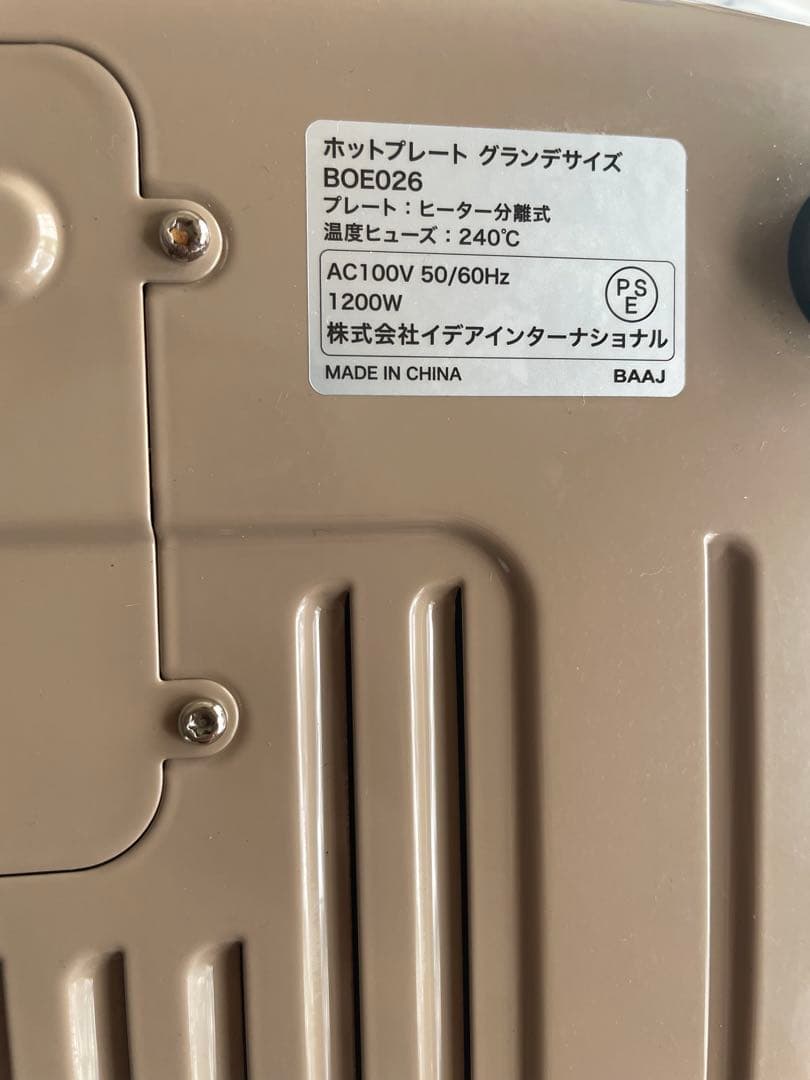 ホットプレート グランデサイズ
BOE026
プレート：ヒーター分離式
温度ヒューズ：240℃
AC100V 50/60Hz
1200W
PSE
株式会社イデアインターナショナル
MADE IN CHINA
BAAJ